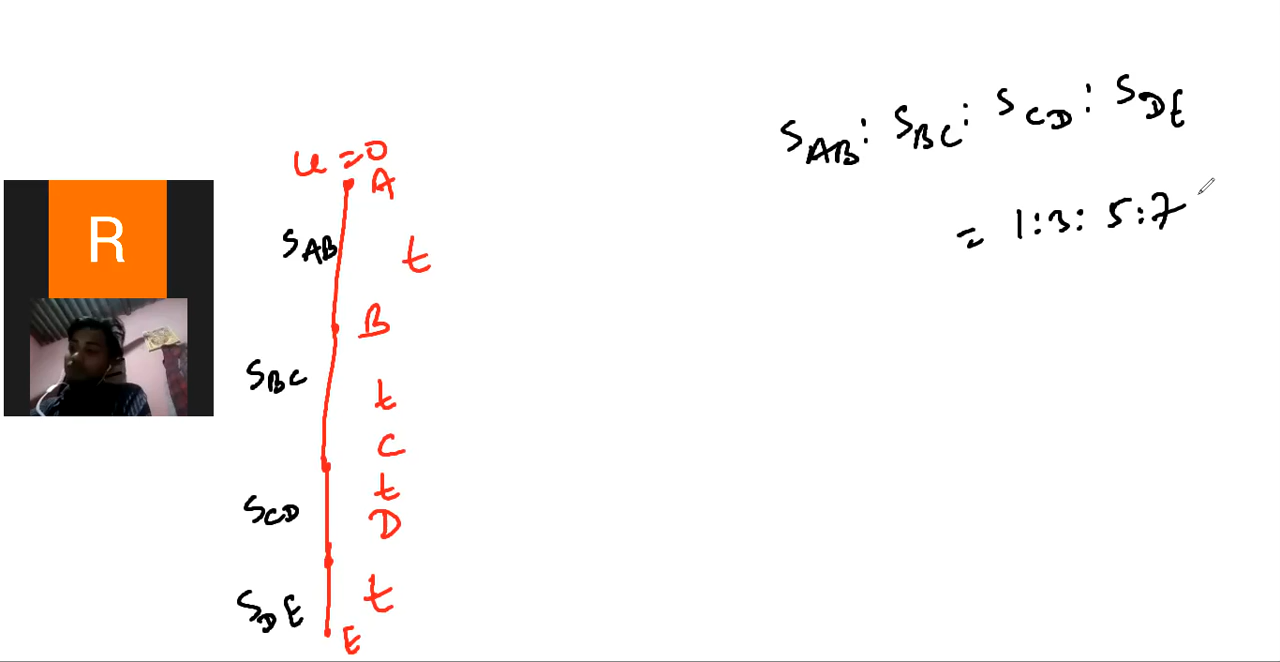 S_AB : S_BC : S_CD : S_DE
= 1:3: 5:7
u = 0
A
S_AB
t
R
B
S_BC
t
C
t
S_CD
D
t
S_DE
E